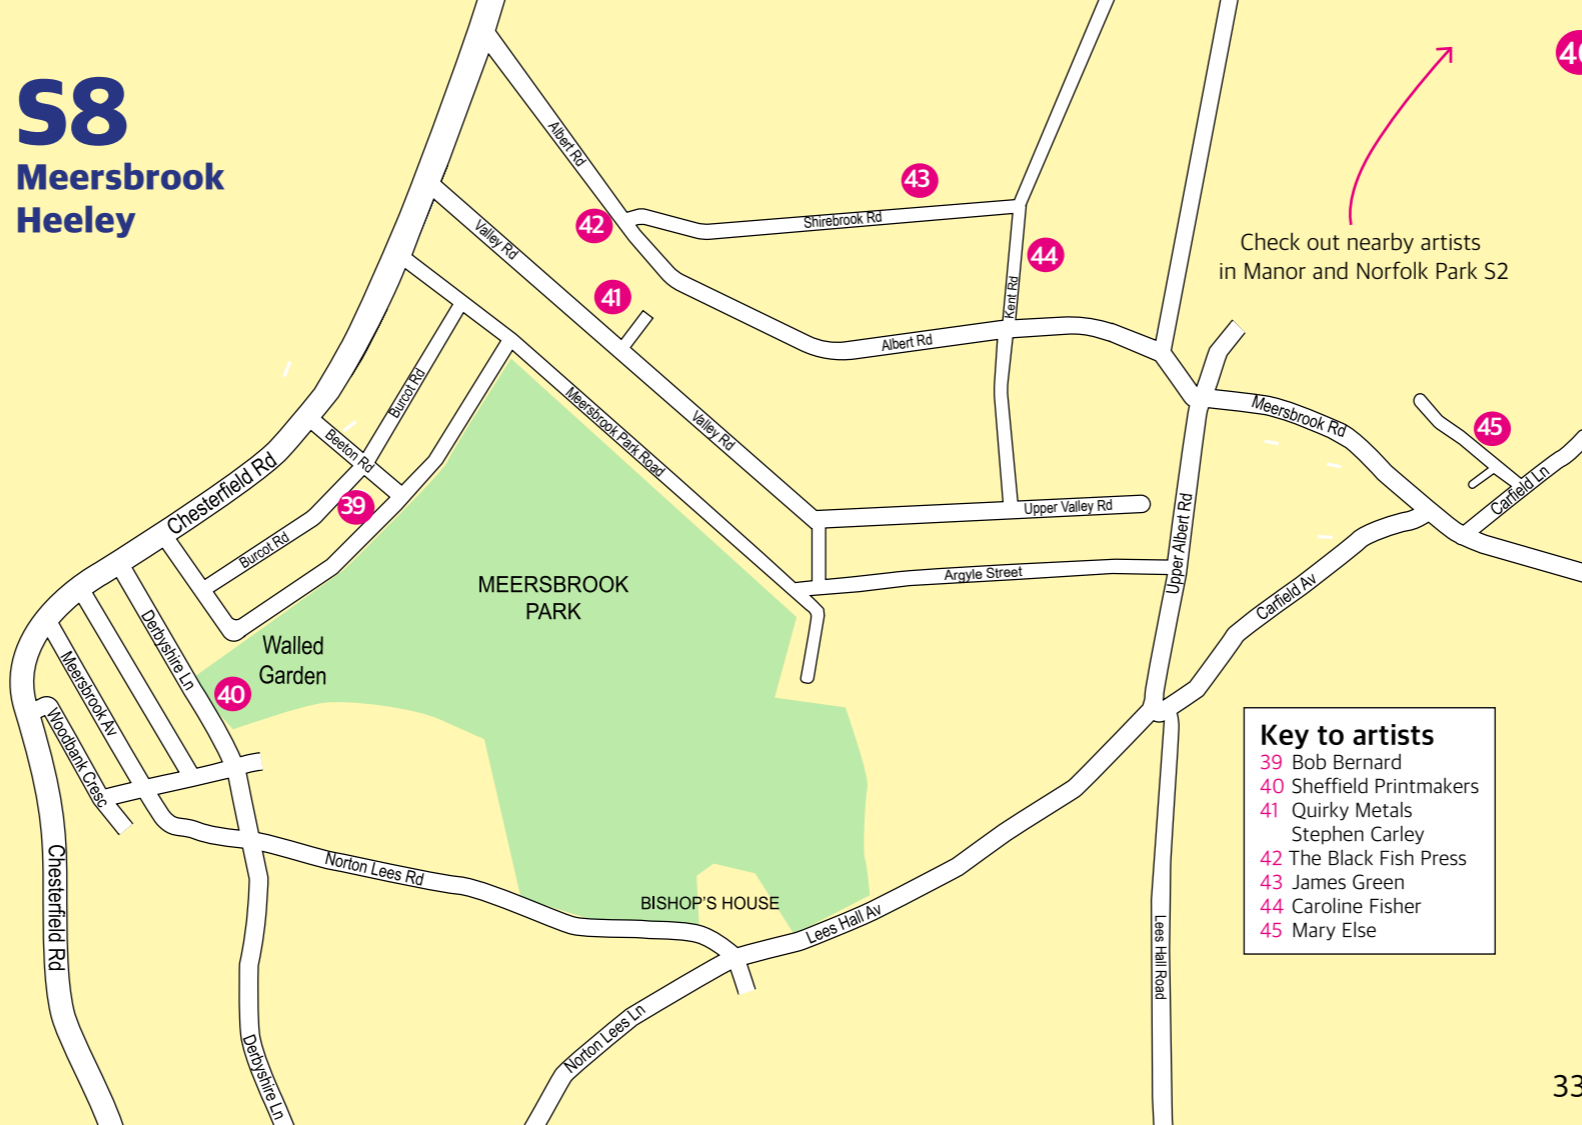 S8
Meersbrook
Heeley
Albert Rd
43
42
Shirebrook Rd
Valley Rd
44
Check out nearby artists
in Manor and Norfolk Park S2
41
Kent Rd
Albert Rd
Burcot Rd
Meersbrook Park Road
Valley Rd
Meersbrook Rd
45
Beeton Rd
Chesterfield Rd
39
Carfield Ln
Burcot Rd
Upper Valley Rd
Upper Albert Rd
Argyle Street
MEERSBROOK
PARK
Carfield Av
Derbyshire Ln
Walled
Garden
40
Meersbrook Av
Woodbank Cresc
Key to artists
39 Bob Bernard
40 Sheffield Printmakers
41 Quirky Metals
Stephen Carley
42 The Black Fish Press
43 James Green
44 Caroline Fisher
45 Mary Else
Chesterfield Rd
Norton Lees Rd
BISHOP'S HOUSE
Lees Hall Av
Lees Hall Road
Norton Lees Ln
Derbyshire Ln
33